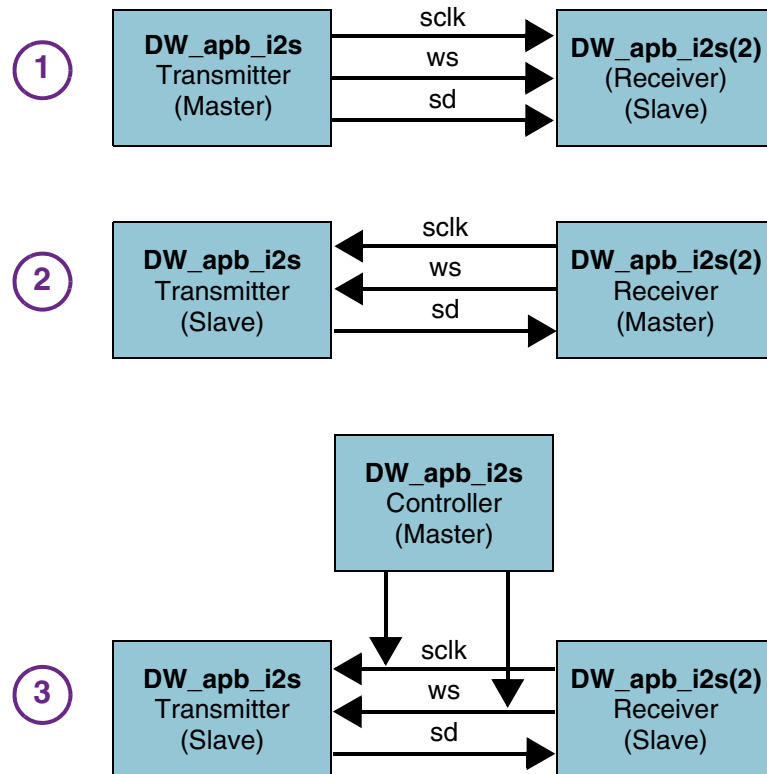 1
DW_apb_i2s
Transmitter
(Master)
sclk
ws
sd
DW_apb_i2s(2)
(Receiver)
(Slave)
2
DW_apb_i2s
Transmitter
(Slave)
sclk
ws
sd
DW_apb_i2s(2)
Receiver
(Master)
DW_apb_i2s
Controller
(Master)
3
DW_apb_i2s
Transmitter
(Slave)
sclk
ws
sd
DW_apb_i2s(2)
Receiver
(Slave)